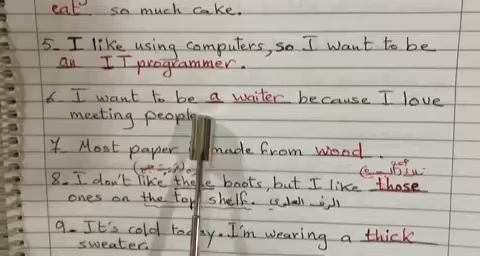 eat so much cake.
5- I like using computers, so I want to be
an IT programmer.
6- I want to be a waiter because I love
meeting people
7- Most paper made from wood.
8- I don't like these boots, but I like those
ones on the top shelf. الرف العلوي
9- It's cold today. I'm wearing a thick
sweater.